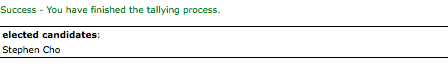 Success - You have finished the tallying process.
elected candidates:
Stephen Cho